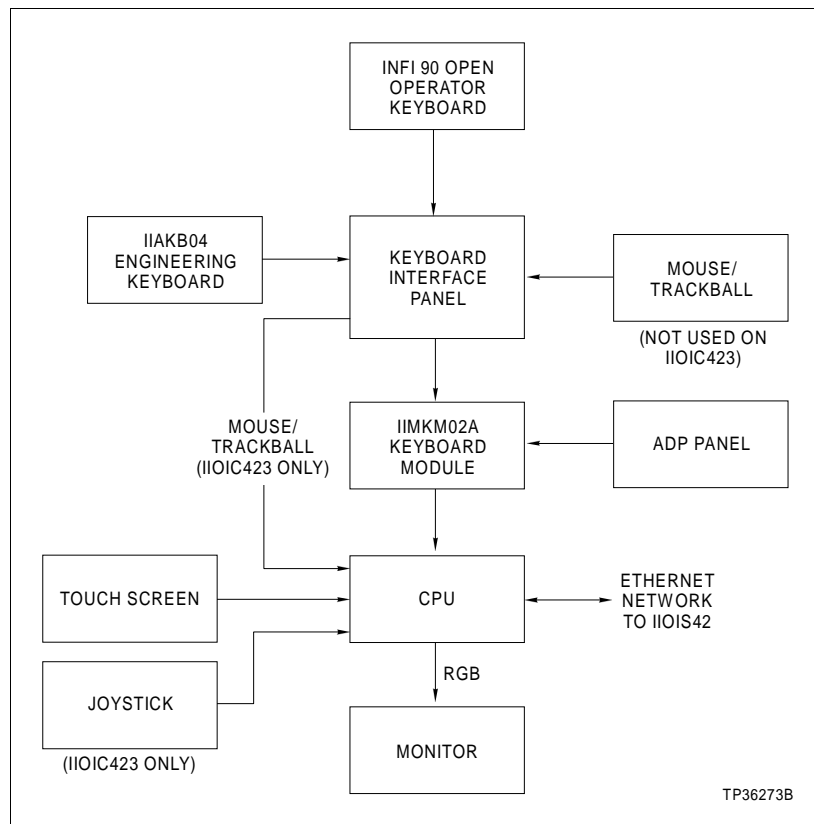 INFI 90 OPEN
OPERATOR
KEYBOARD
IIAKB04
ENGINEERING
KEYBOARD
KEYBOARD
INTERFACE
PANEL
MOUSE/
TRACKBALL
(NOT USED ON
IIOIC423)
MOUSE/
TRACKBALL
(IIOIC423 ONLY)
IIMKM02A
KEYBOARD
MODULE
ADP PANEL
TOUCH SCREEN
CPU
ETHERNET
NETWORK
TO IIOIS42
JOYSTICK
(IIOIC423 ONLY)
RGB
MONITOR
TP36273B